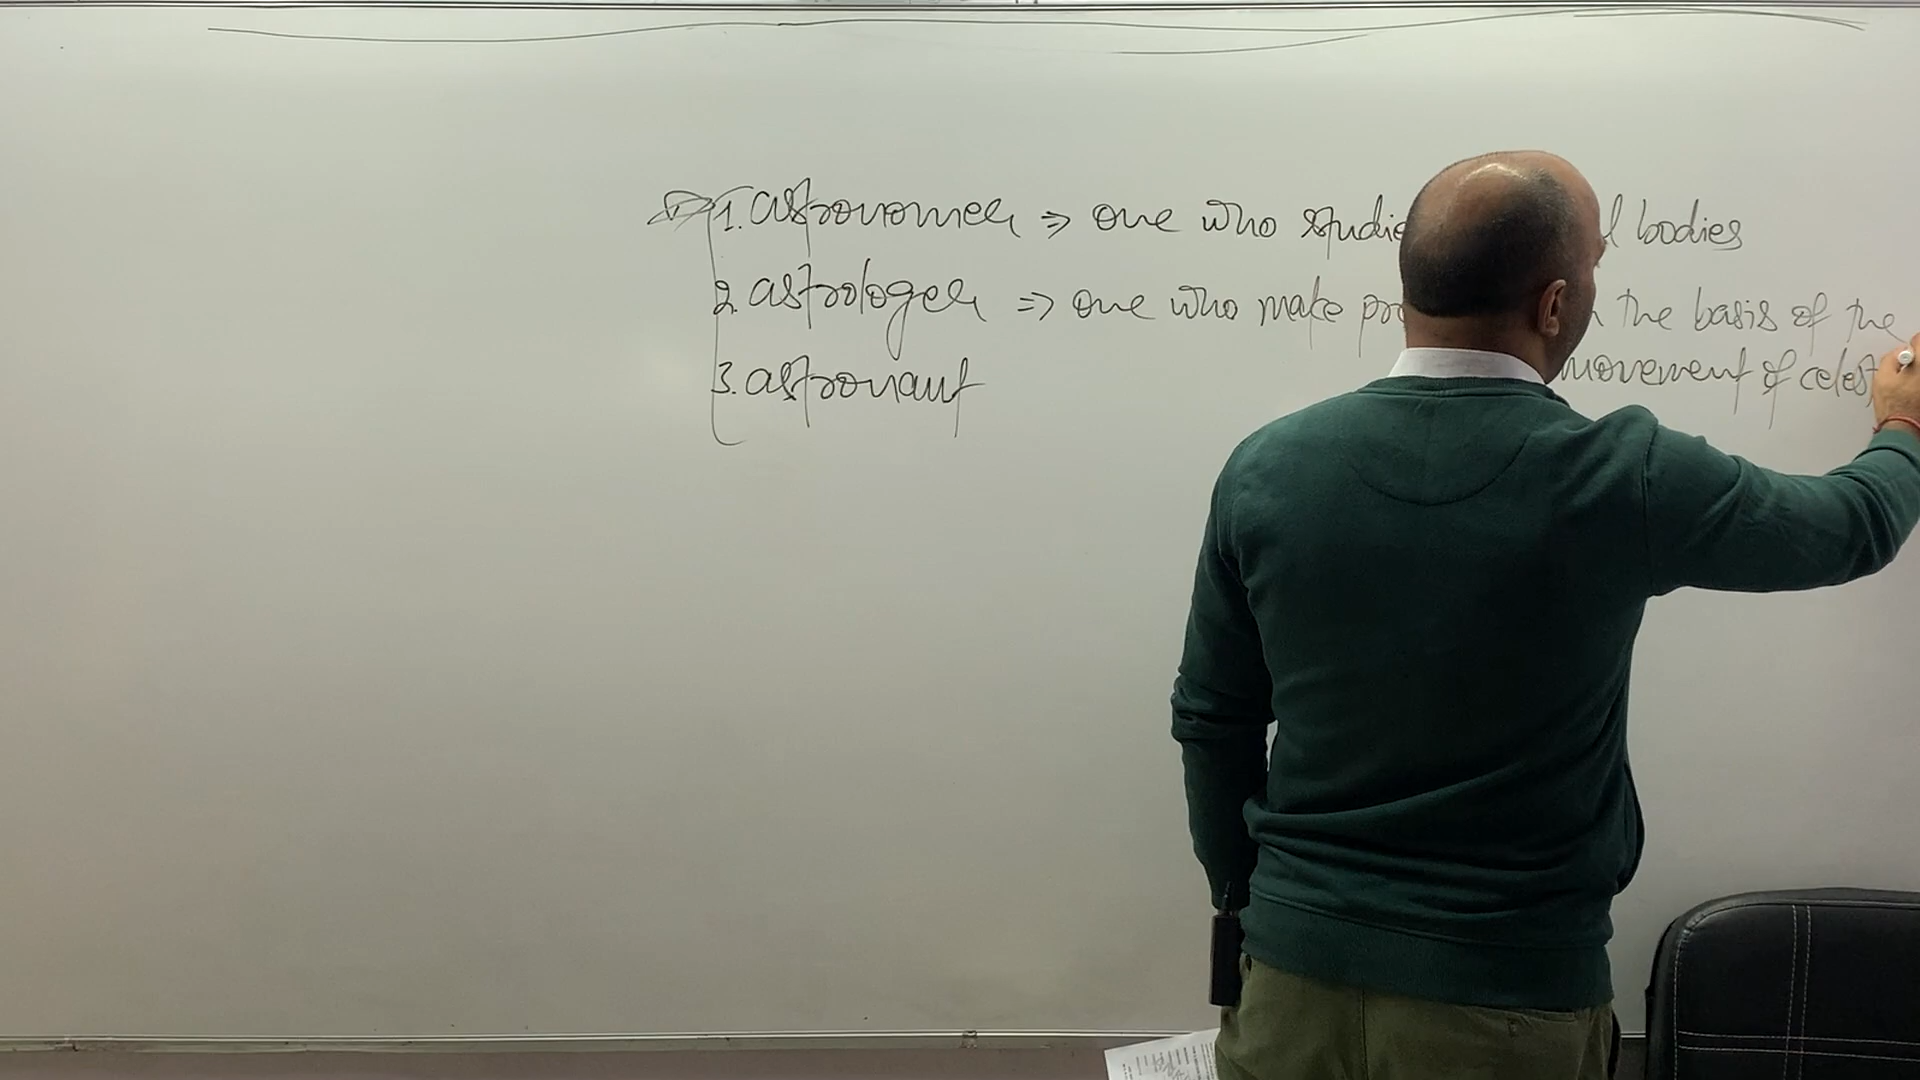 1. astronomer ⇒ one who studie l bodies
2. astrologer ⇒ one who make pr the basis of the
movement of celest
3. astronaut